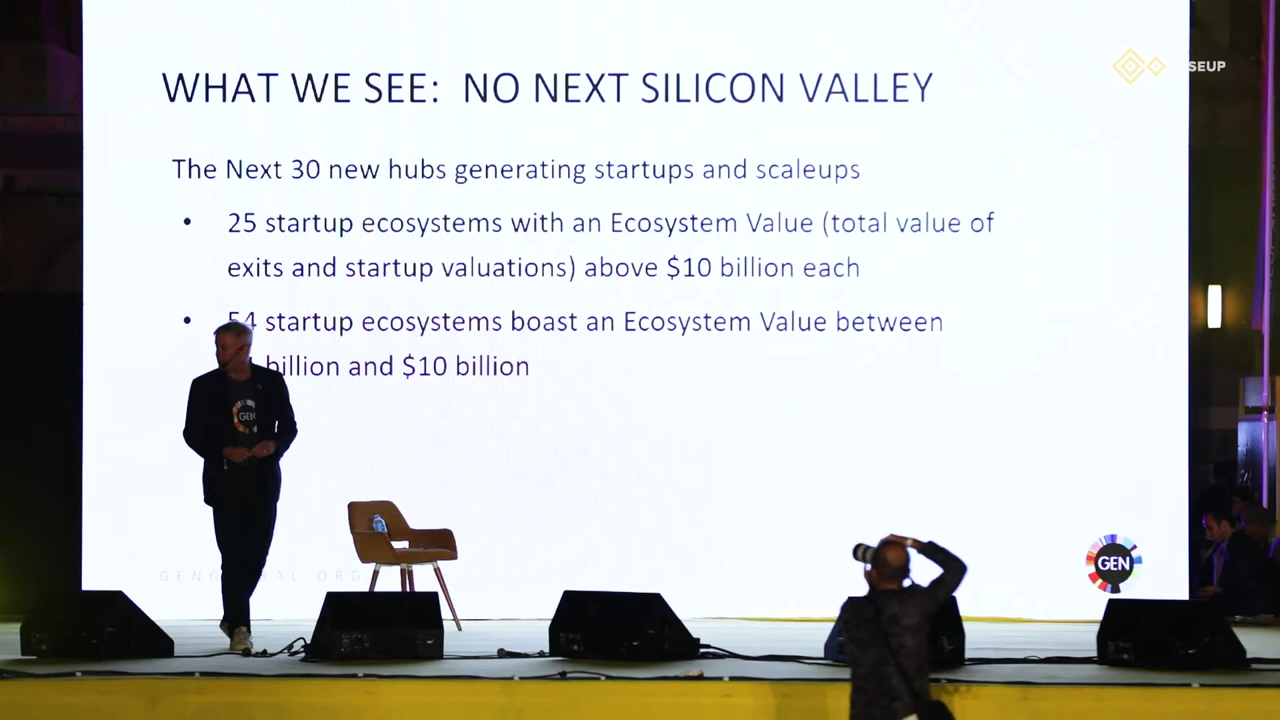 WHAT WE SEE: NO NEXT SILICON VALLEY
SEUP
The Next 30 new hubs generating startups and scaleups
• 25 startup ecosystems with an Ecosystem Value (total value of
exits and startup valuations) above $10 billion each
• 54 startup ecosystems boast an Ecosystem Value between
billion and $10 billion
GEN
GEN